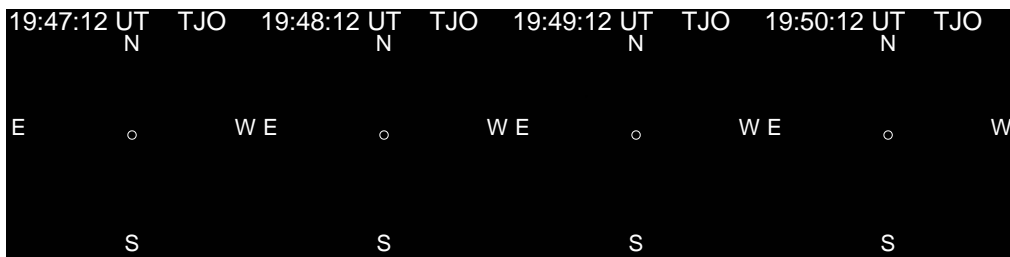 19:47:12 UT TJO 19:48:12 UT TJO 19:49:12 UT TJO 19:50:12 UT TJO
N N N N
E W E W E W E W
S S S S